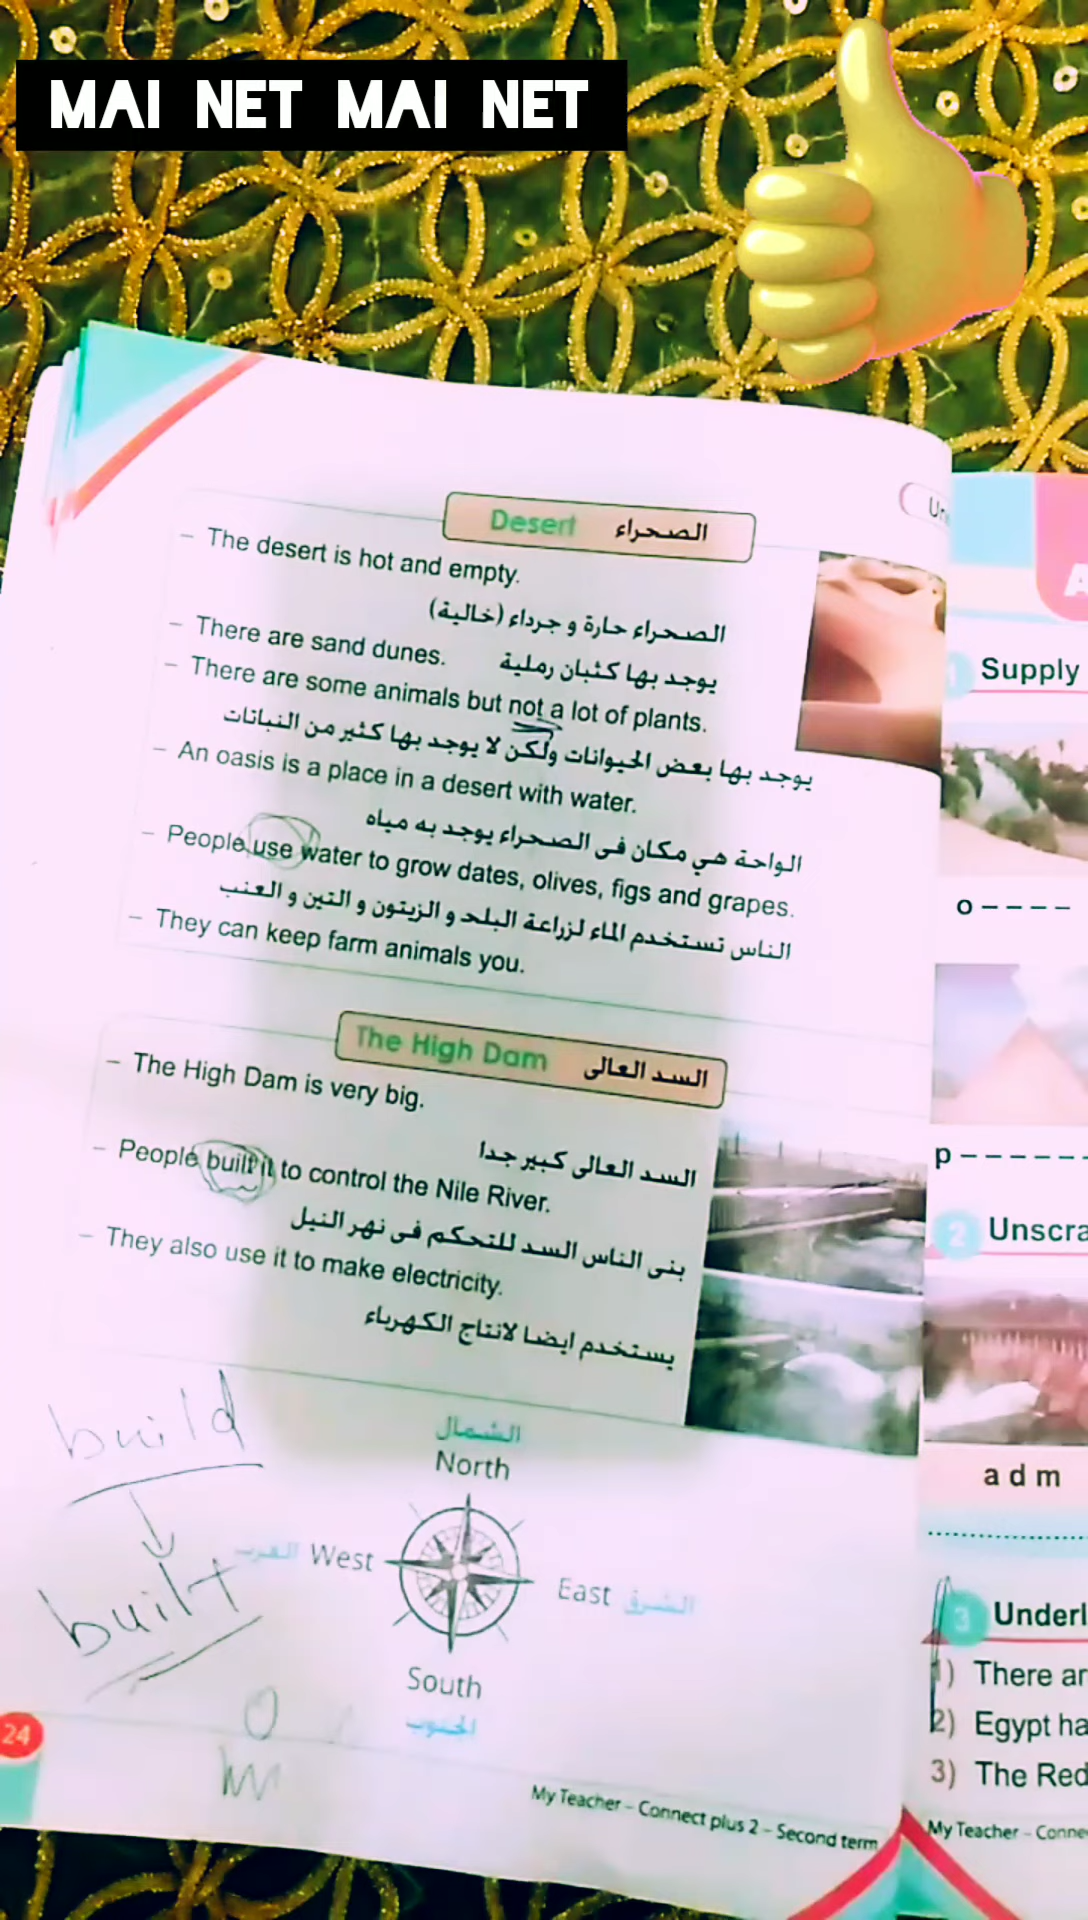 MAI NET MAI NET
Desert الصحراء
– The desert is hot and empty.
الصحراء حارة و جرداء (خالية)
– There are sand dunes. يوجد بها كثبان رملية
– There are some animals but not a lot of plants.
يوجد بها بعض الحيوانات ولكن لا يوجد بها كثير من النباتات
– An oasis is a place in a desert with water.
الواحة هي مكان فى الصحراء يوجد به مياه
– People use water to grow dates, olives, figs and grapes.
الناس تستخدم الماء لزراعة البلح و الزيتون و التين و العنب
– They can keep farm animals you.
The High Dam السد العالى
– The High Dam is very big.
السد العالى كبير جدا
– People built it to control the Nile River.
بنى الناس السد للتحكم فى نهر النيل
– They also use it to make electricity.
يستخدم ايضا لانتاج الكهرباء
build
built
الشمال
North
الغرب West
East الشرق
South
الجنوب
24
My Teacher – Connect plus 2 – Second term
Supply
o – – – –
p – – – – – –
2 Unscra
a d m
3 Underl
1) There ar
2) Egypt ha
3) The Red
My Teacher – Conne